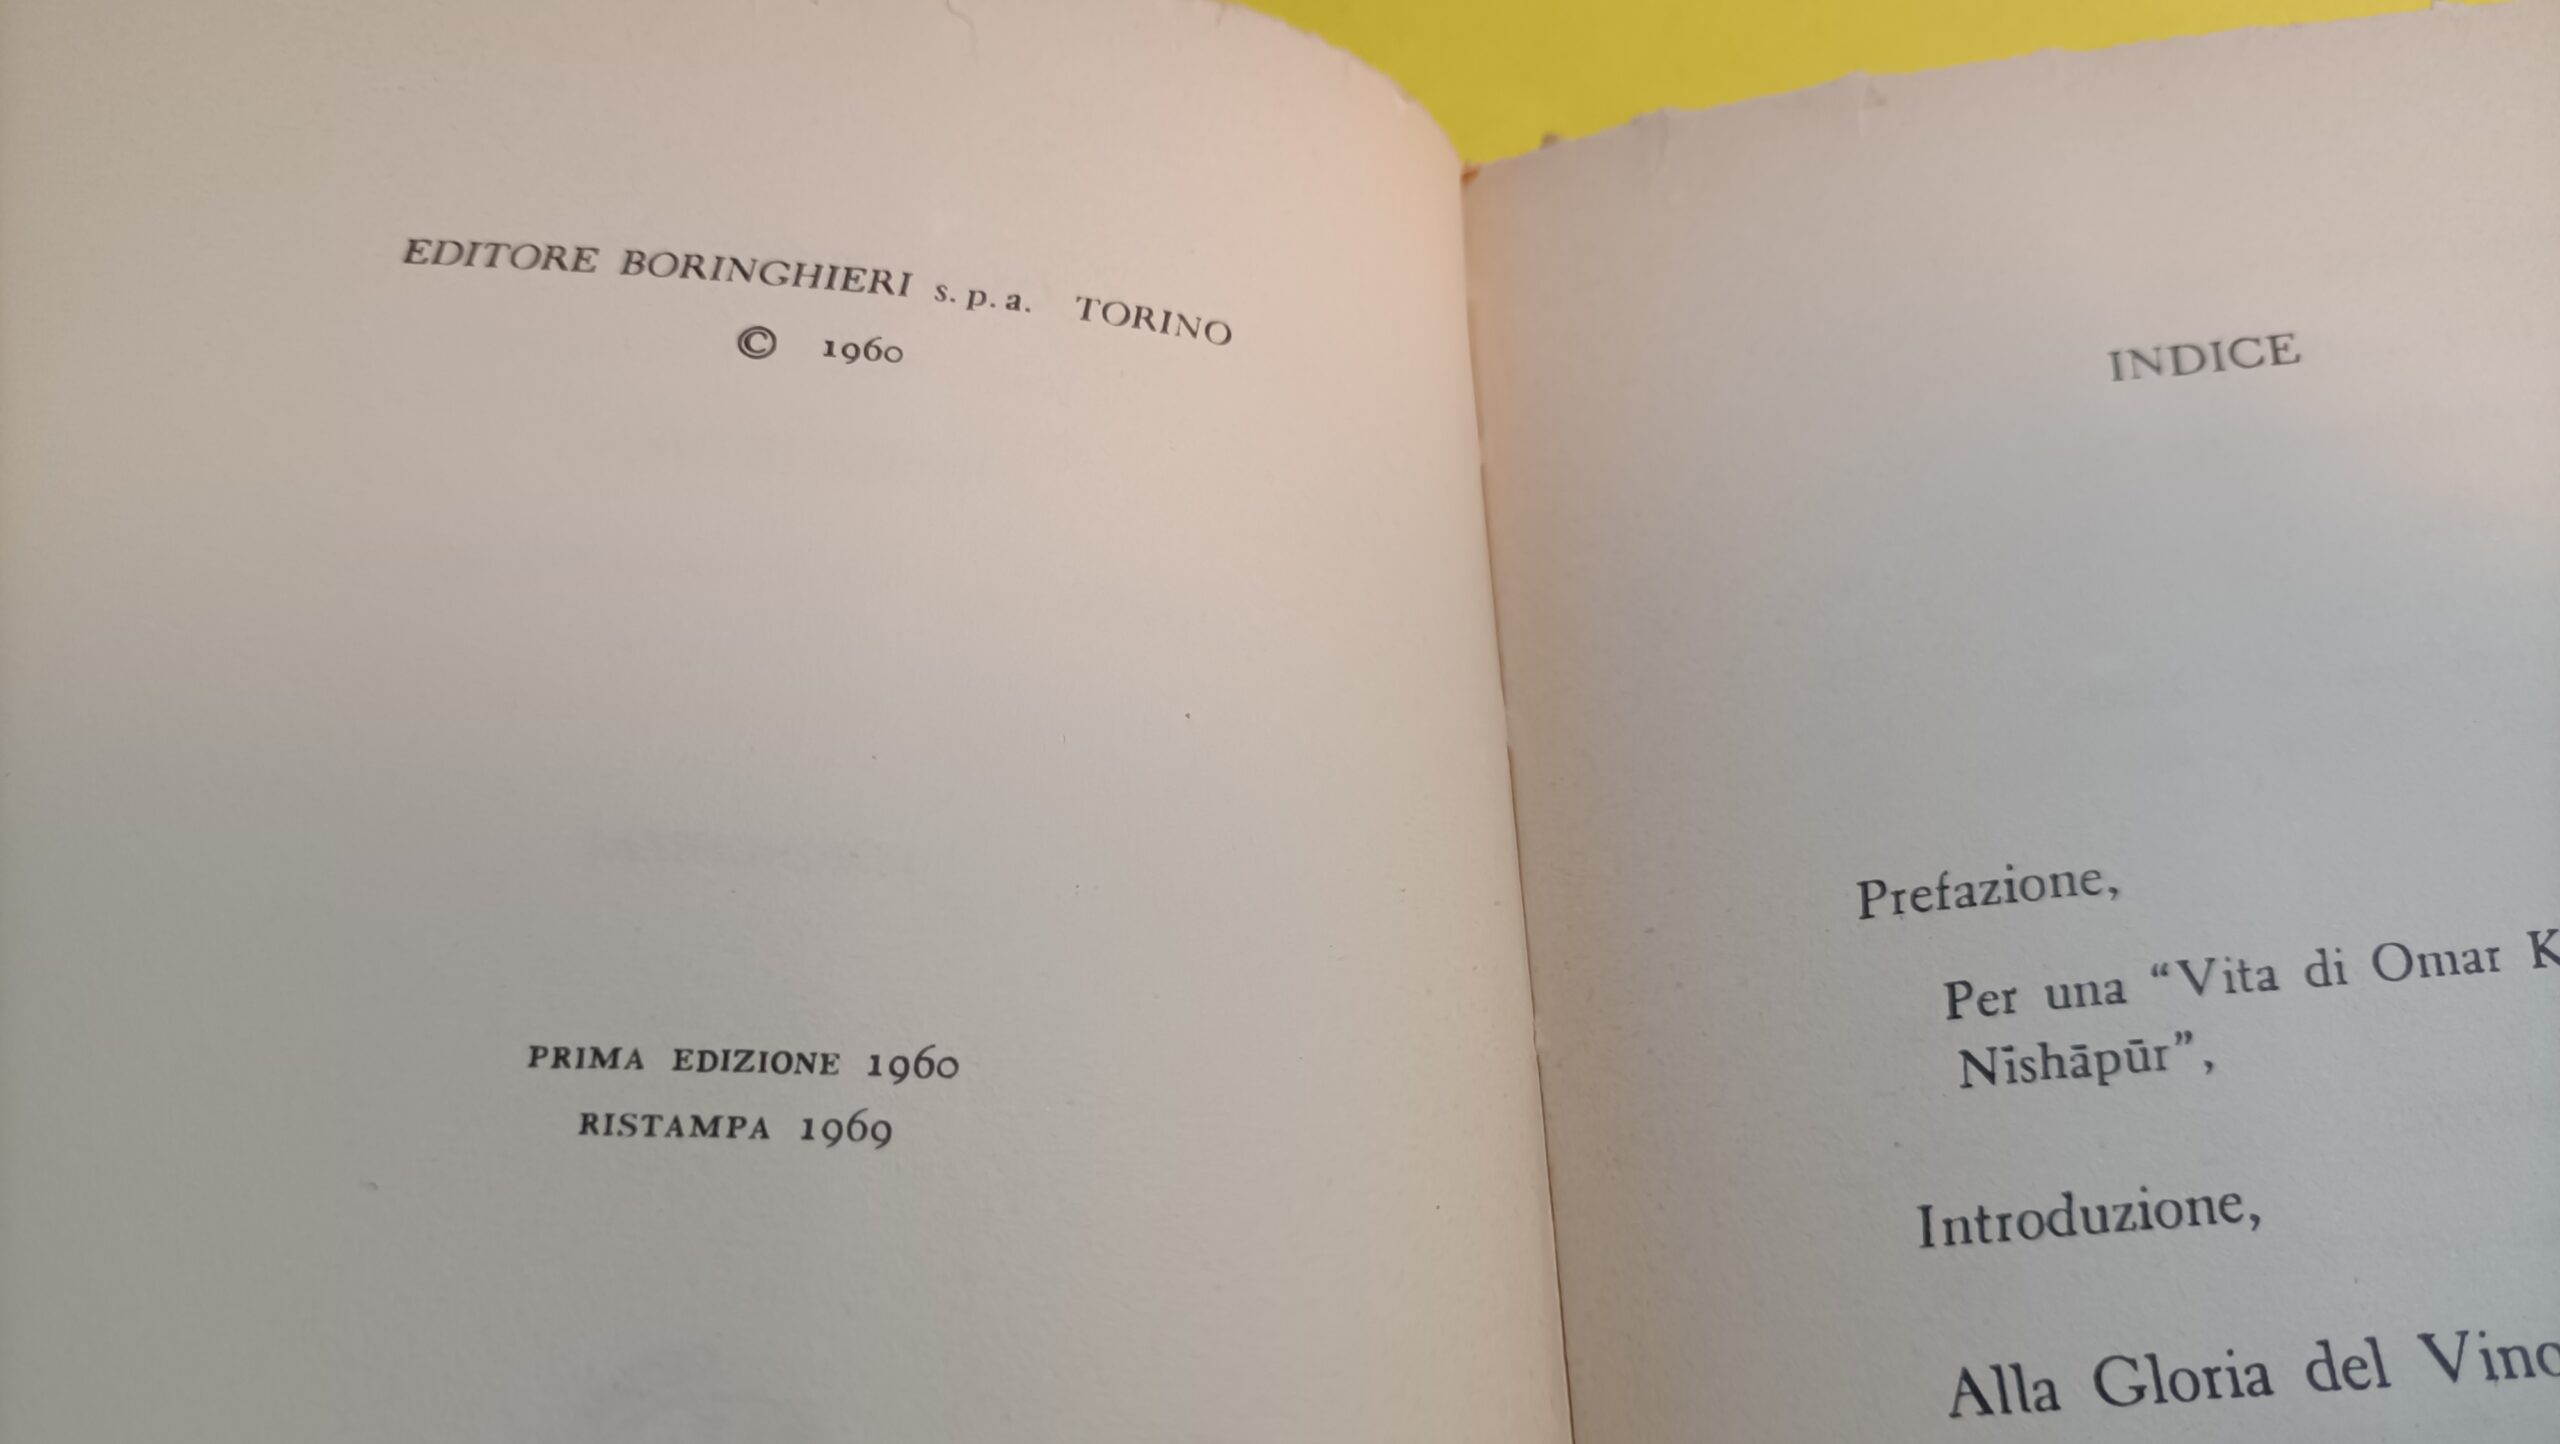 EDITORE BORINGHIERI s.p.a. TORINO
© 1960
PRIMA EDIZIONE 1960
RISTAMPA 1969
INDICE
Prefazione,
Per una “Vita di Omar K
Nīshāpūr”,
Introduzione,
Alla Gloria del Vino